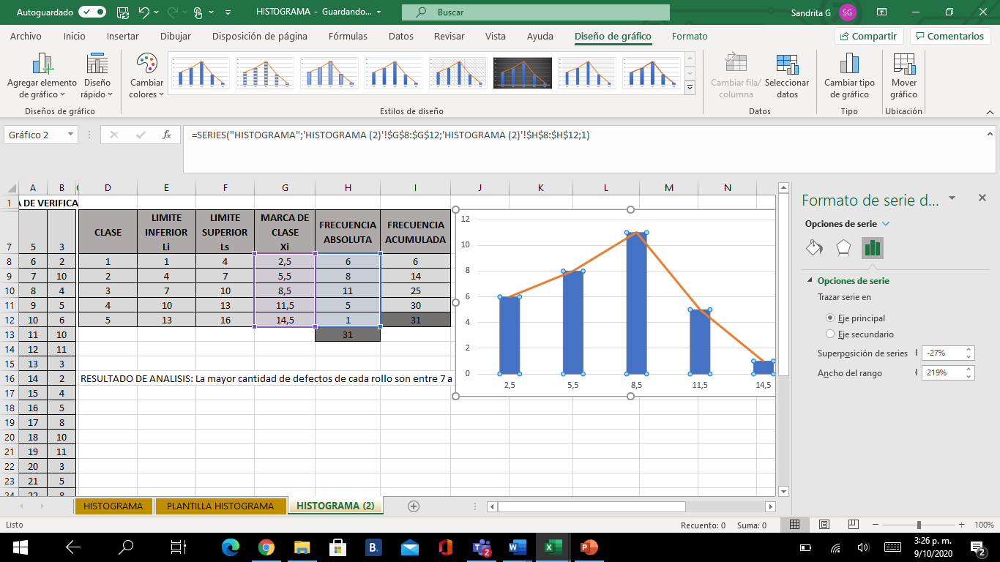 Autoguardado
HISTOGRAMA - Guardando...
Buscar
Sandrita G
SG
Archivo Inicio Insertar Dibujar Disposición de página Fórmulas Datos Revisar Vista Ayuda Diseño de gráfico Formato
Compartir
Comentarios
Agregar elemento de gráfico
Diseño rápido
Cambiar colores
Cambiar fila/columna
Seleccionar datos
Cambiar tipo de gráfico
Mover gráfico
Diseños de gráfico
Estilos de diseño
Datos
Tipo
Ubicación
Gráfico 2
fx
=SERIES("HISTOGRAMA";'HISTOGRAMA (2)'!$G$8:$G$12;'HISTOGRAMA (2)'!$H$8:$H$12;1)
A B D E F G H I J K L M N
1 A DE VERIFICA
7 5 3 CLASE LIMITE INFERIOR Li LIMITE SUPERIOR Ls MARCA DE CLASE Xi FRECUENCIA ABSOLUTA FRECUENCIA ACUMULADA
8 6 2 1 1 4 2,5 6 6
9 7 10 2 4 7 5,5 8 14
10 8 4 3 7 10 8,5 11 25
11 9 5 4 10 13 11,5 5 30
12 10 6 5 13 16 14,5 1 31
13 11 10 31
14 12 11
15 13 3
16 14 2 RESULTADO DE ANALISIS: La mayor cantidad de defectos de cada rollo son entre 7 a
17 15 4
18 16 5
19 17 8
20 18 10
21 19 11
22 20 3
23 21 5
24 22 8
12
10
8
6
4
2
0
2,5 5,5 8,5 11,5 14,5
Formato de serie d...
Opciones de serie
Opciones de serie
Trazar serie en
Eje principal
Eje secundario
Superposición de series -27%
Ancho del rango 219%
HISTOGRAMA
PLANTILLA HISTOGRAMA
HISTOGRAMA (2)
Listo
Recuento: 0 Suma: 0
100%
B.
2
3:26 p. m.
9/10/2020
2